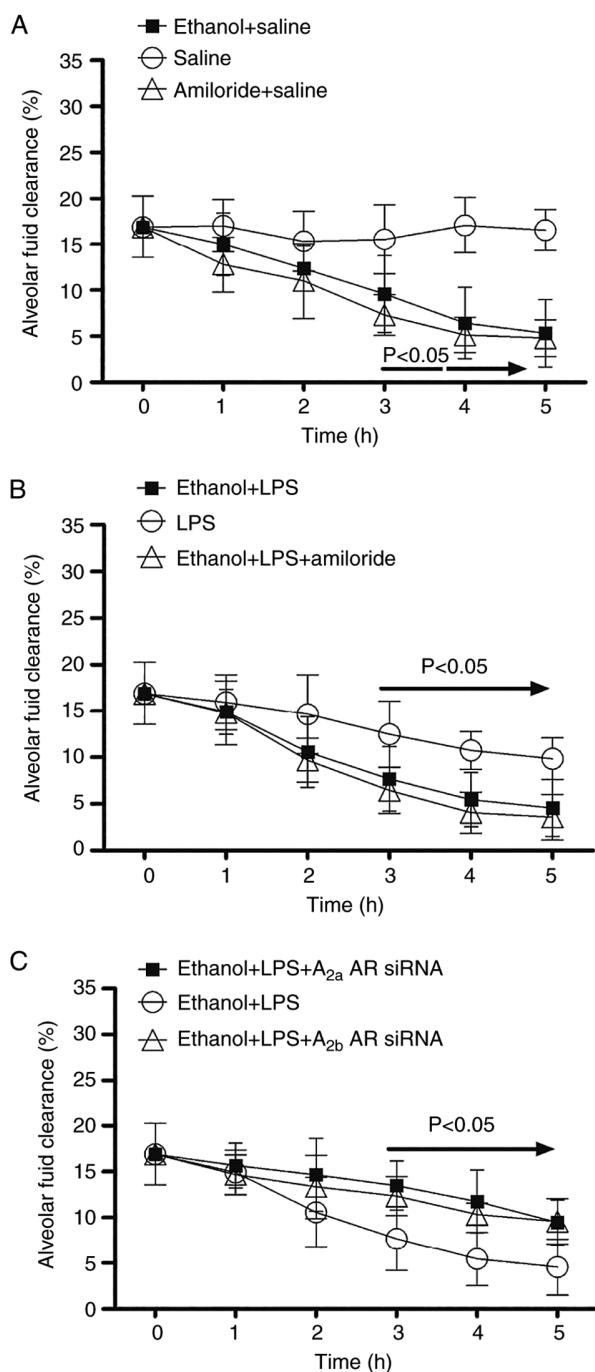 A
Ethanol+saline
Saline
Amiloride+saline
Alveolar fuid clearance (%)
35
30
25
20
15
10
5
0
P<0.05
0 1 2 3 4 5
Time (h)
B
Ethanol+LPS
LPS
Ethanol+LPS+amiloride
Alveolar fuid clearance (%)
35
30
25
20
15
10
5
0
P<0.05
0 1 2 3 4 5
Time (h)
C
Ethanol+LPS+A2a AR siRNA
Ethanol+LPS
Ethanol+LPS+A2b AR siRNA
Alveolar fuid clearance (%)
35
30
25
20
15
10
5
0
P<0.05
0 1 2 3 4 5
Time (h)